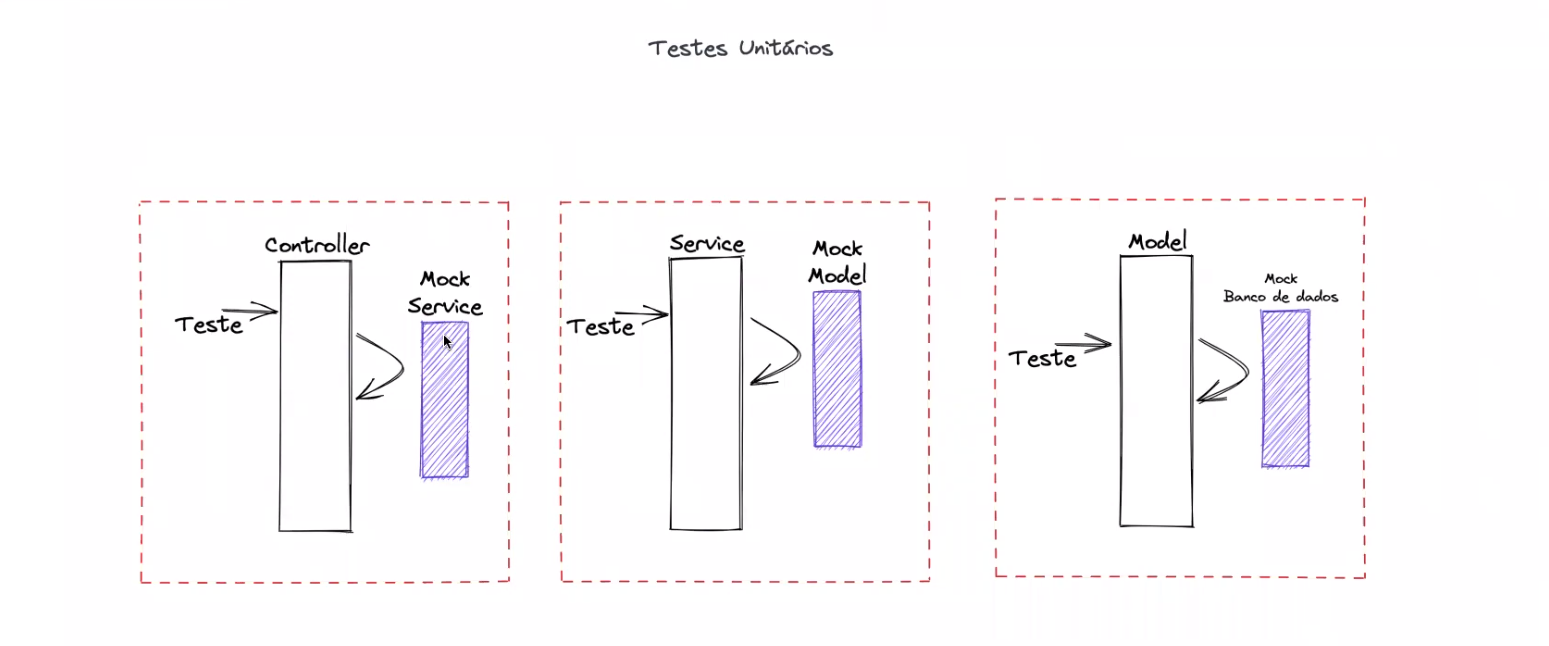 Testes Unitários
Controller
Mock
Service
Teste
Service
Mock
Model
Teste
Model
Mock
Banco de dados
Teste